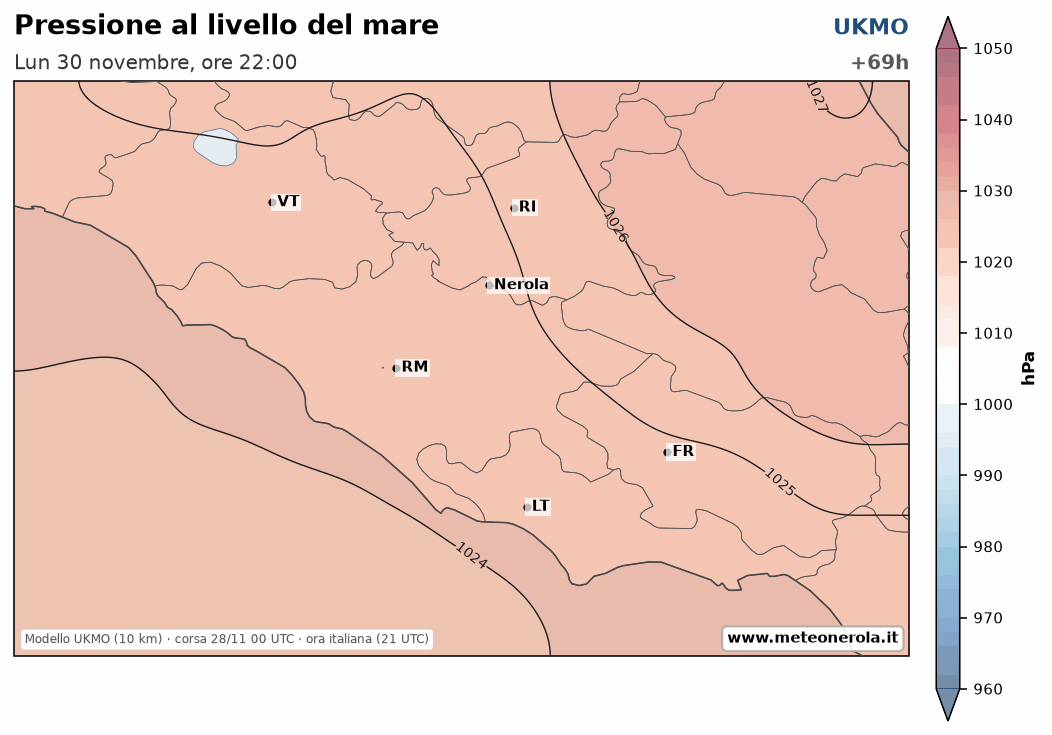 Pressione al livello del mare
UKMO
Lun 30 novembre, ore 22:00
+69h
1027
VT
RI
1026
Nerola
RM
FR
1025
LT
1024
Modello UKMO (10 km) · corsa 28/11 00 UTC · ora italiana (21 UTC)
www.meteonerola.it
1050
1040
1030
1020
1010
1000
990
980
970
960
hPa